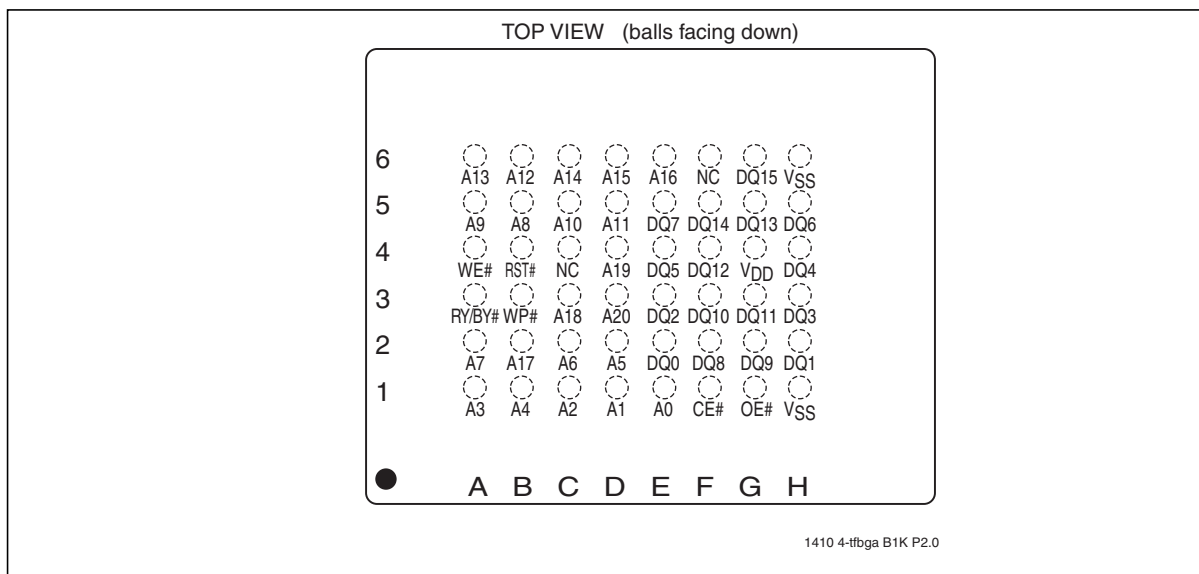 TOP VIEW (balls facing down)
6
A13 A12 A14 A15 A16 NC DQ15 VSS
5
A9 A8 A10 A11 DQ7 DQ14 DQ13 DQ6
4
WE# RST# NC A19 DQ5 DQ12 VDD DQ4
3
RY/BY# WP# A18 A20 DQ2 DQ10 DQ11 DQ3
2
A7 A17 A6 A5 DQ0 DQ8 DQ9 DQ1
1
A3 A4 A2 A1 A0 CE# OE# VSS
A B C D E F G H
1410 4-tfbga B1K P2.0